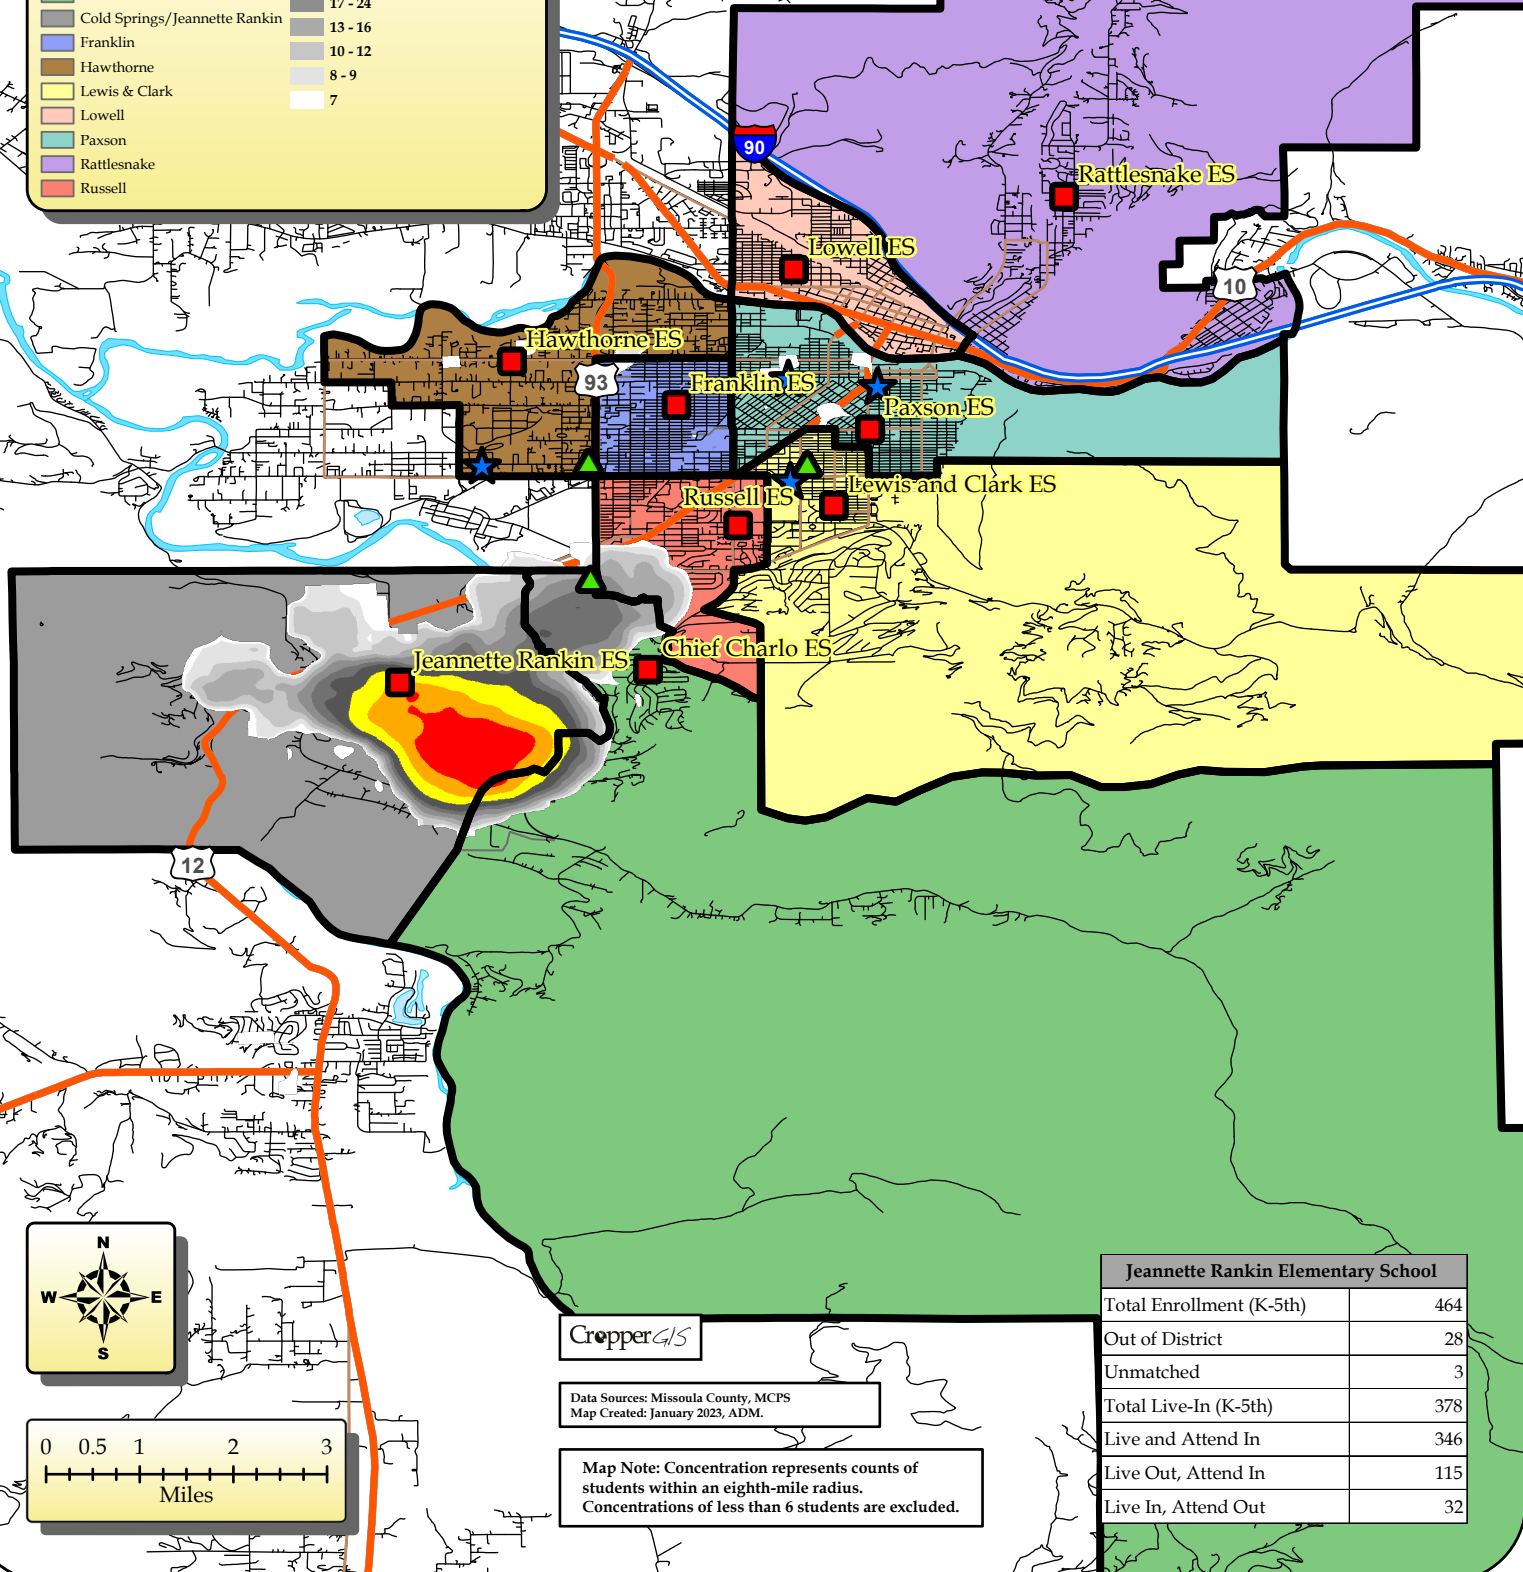 17 - 24
Cold Springs/Jeannette Rankin
13 - 16
Franklin
10 - 12
Hawthorne
8 - 9
Lewis & Clark
7
Lowell
Paxson
Rattlesnake
Russell
90
Rattlesnake ES
Lowell ES
10
Hawthorne ES
93
Franklin ES
Paxson ES
Lewis and Clark ES
Russell ES
Chief Charlo ES
Jeannette Rankin ES
12
N
W
E
S
0 0.5 1 2 3
Miles
CropperGIS
Data Sources: Missoula County, MCPS
Map Created: January 2023, ADM.
Map Note: Concentration represents counts of
students within an eighth-mile radius.
Concentrations of less than 6 students are excluded.
Jeannette Rankin Elementary School
Total Enrollment (K-5th) 464
Out of District 28
Unmatched 3
Total Live-In (K-5th) 378
Live and Attend In 346
Live Out, Attend In 115
Live In, Attend Out 32